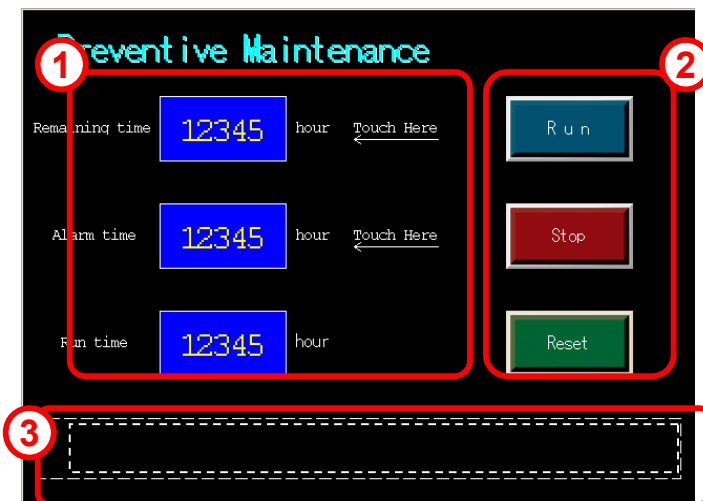 Preventive Maintenance
1
2
Remaining time 12345 hour Touch Here Run
Alarm time 12345 hour Touch Here Stop
Run time 12345 hour Reset
3